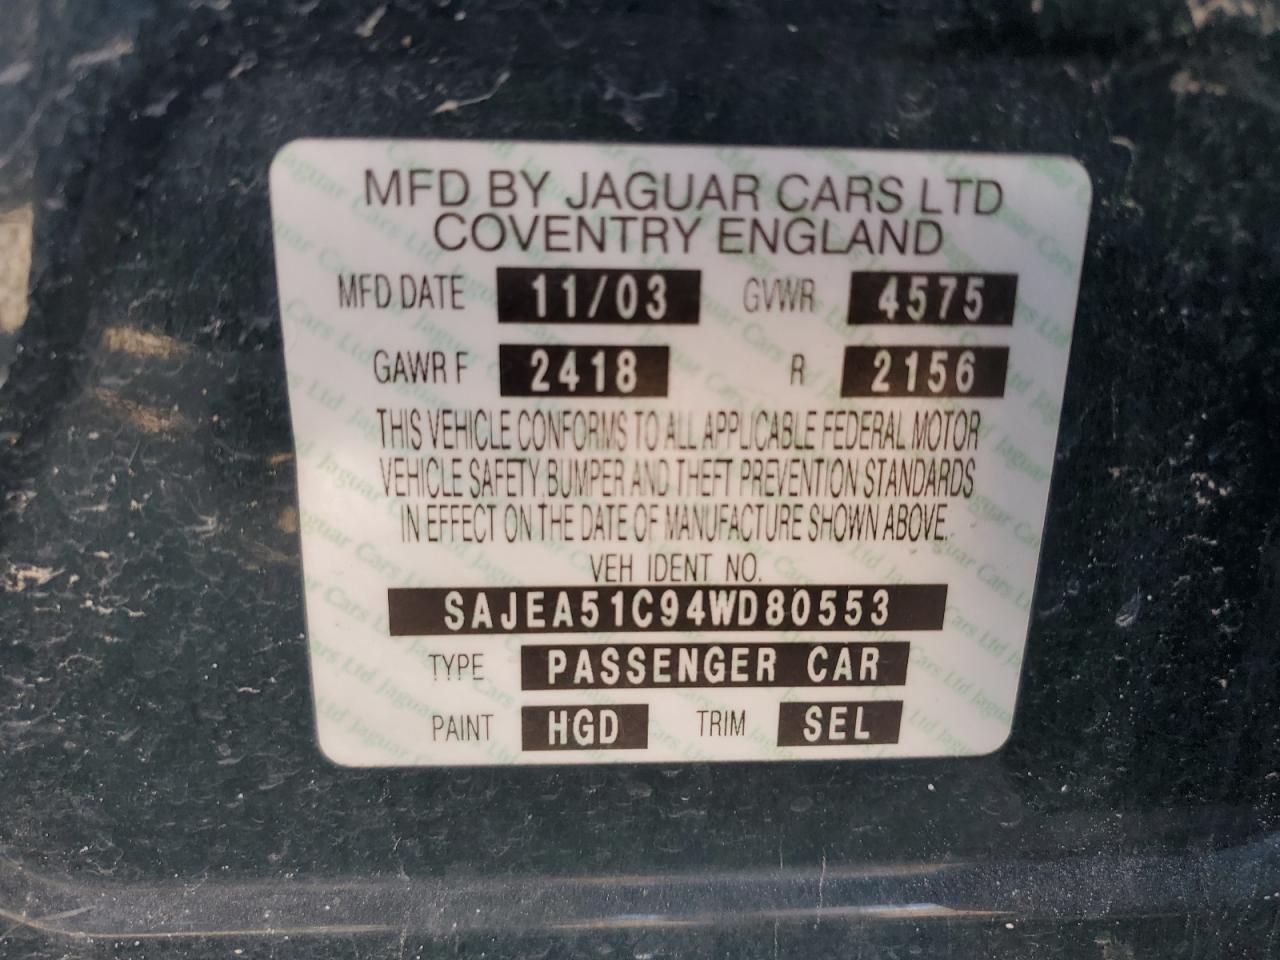 MFD BY JAGUAR CARS LTD
COVENTRY ENGLAND
MFD DATE 11/03 GVWR 4575
GAWR F 2418 R 2156
THIS VEHICLE CONFORMS TO ALL APPLICABLE FEDERAL MOTOR
VEHICLE SAFETY, BUMPER AND THEFT PREVENTION STANDARDS
IN EFFECT ON THE DATE OF MANUFACTURE SHOWN ABOVE.
VEH IDENT NO.
SAJEA51C94WD80553
TYPE PASSENGER CAR
PAINT HGD TRIM SEL